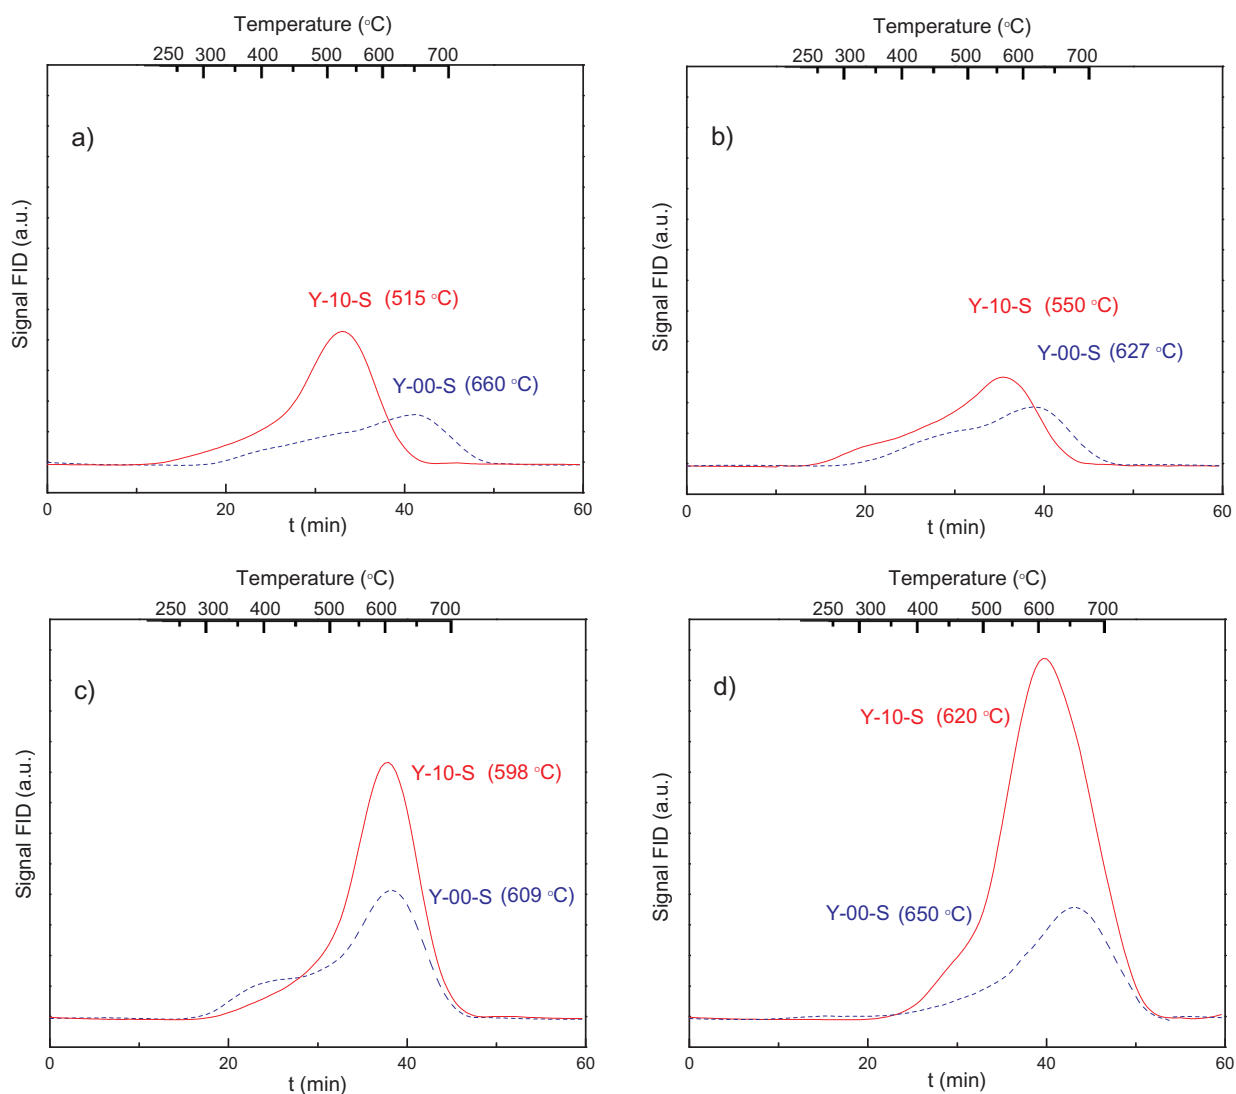 Temperature (°C)
250 300 400 500 600 700
a)
Signal FID (a.u.)
Y-10-S (515 °C)
Y-00-S (660 °C)
0 20 40 60
t (min)
Temperature (°C)
250 300 400 500 600 700
b)
Signal FID (a.u.)
Y-10-S (550 °C)
Y-00-S (627 °C)
0 20 40 60
t (min)
Temperature (°C)
250 300 400 500 600 700
c)
Signal FID (a.u.)
Y-10-S (598 °C)
Y-00-S (609 °C)
0 20 40 60
t (min)
Temperature (°C)
250 300 400 500 600 700
d)
Signal FID (a.u.)
Y-10-S (620 °C)
Y-00-S (650 °C)
0 20 40 60
t (min)